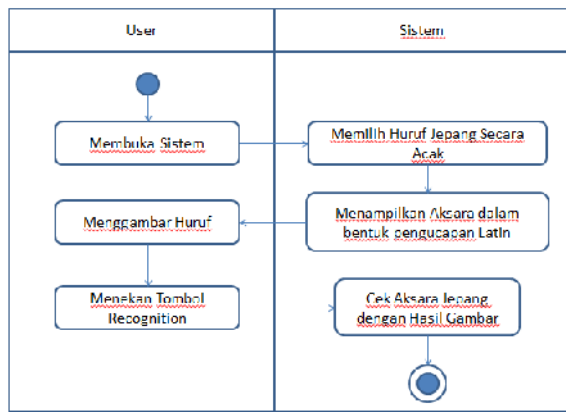 User
Sistem
Membuka Sistem
Memilih Huruf Jepang Secara
Acak
Menggambar Huruf
Menampilkan Aksara dalam
bentuk pengucapan Latin
Menekan Tombol
Recognition
Cek Aksara Jepang
dengan Hasil Gambar